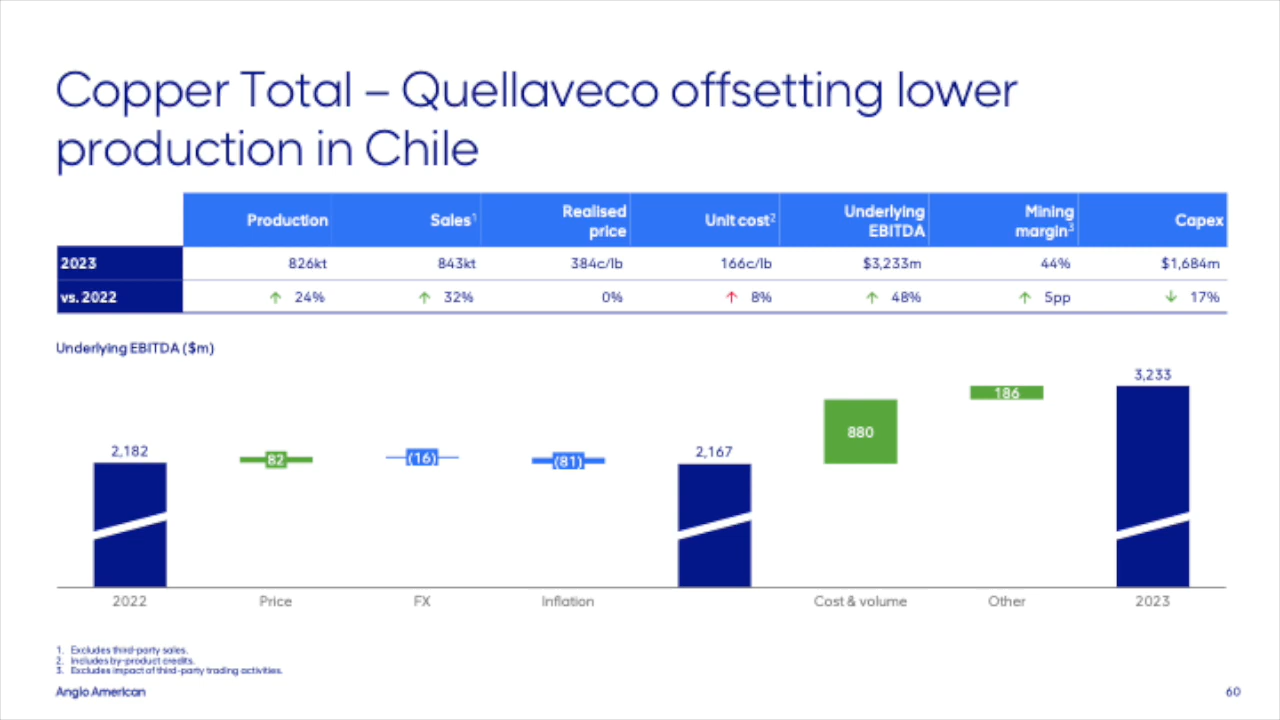 Copper Total – Quellaveco offsetting lower
production in Chile
Production Sales¹ Realised price Unit cost² Underlying EBITDA Mining margin³ Capex
2023 826kt 843kt 384c/lb 166c/lb $3,233m 44% $1,684m
vs. 2022 ↑ 24% ↑ 32% 0% ↑ 8% ↑ 48% ↑ 5pp ↓ 17%
Underlying EBITDA ($m)
2,182 82 (16) (81) 2,167 880 186 3,233
2022 Price FX Inflation Cost & volume Other 2023
1. Excludes third-party sales.
2. Includes by-product credits.
3. Excludes impact of third-party trading activities.
Anglo American 60